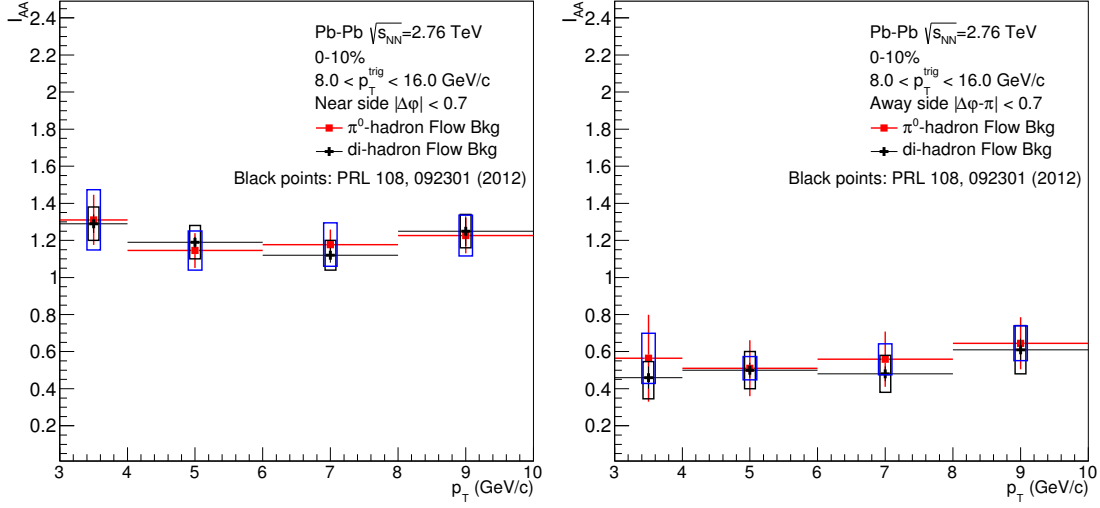 I_AA
2.4
2.2
2
1.8
1.6
1.4
1.2
1
0.8
0.6
0.4
0.2
3 4 5 6 7 8 9 10
p_T (GeV/c)
Pb-Pb √s_NN=2.76 TeV
0-10%
8.0 < p_T^trig < 16.0 GeV/c
Near side |Δφ| < 0.7
π⁰-hadron Flow Bkg
di-hadron Flow Bkg
Black points: PRL 108, 092301 (2012)
I_AA
2.4
2.2
2
1.8
1.6
1.4
1.2
1
0.8
0.6
0.4
0.2
3 4 5 6 7 8 9 10
p_T (GeV/c)
Pb-Pb √s_NN=2.76 TeV
0-10%
8.0 < p_T^trig < 16.0 GeV/c
Away side |Δφ-π| < 0.7
π⁰-hadron Flow Bkg
di-hadron Flow Bkg
Black points: PRL 108, 092301 (2012)